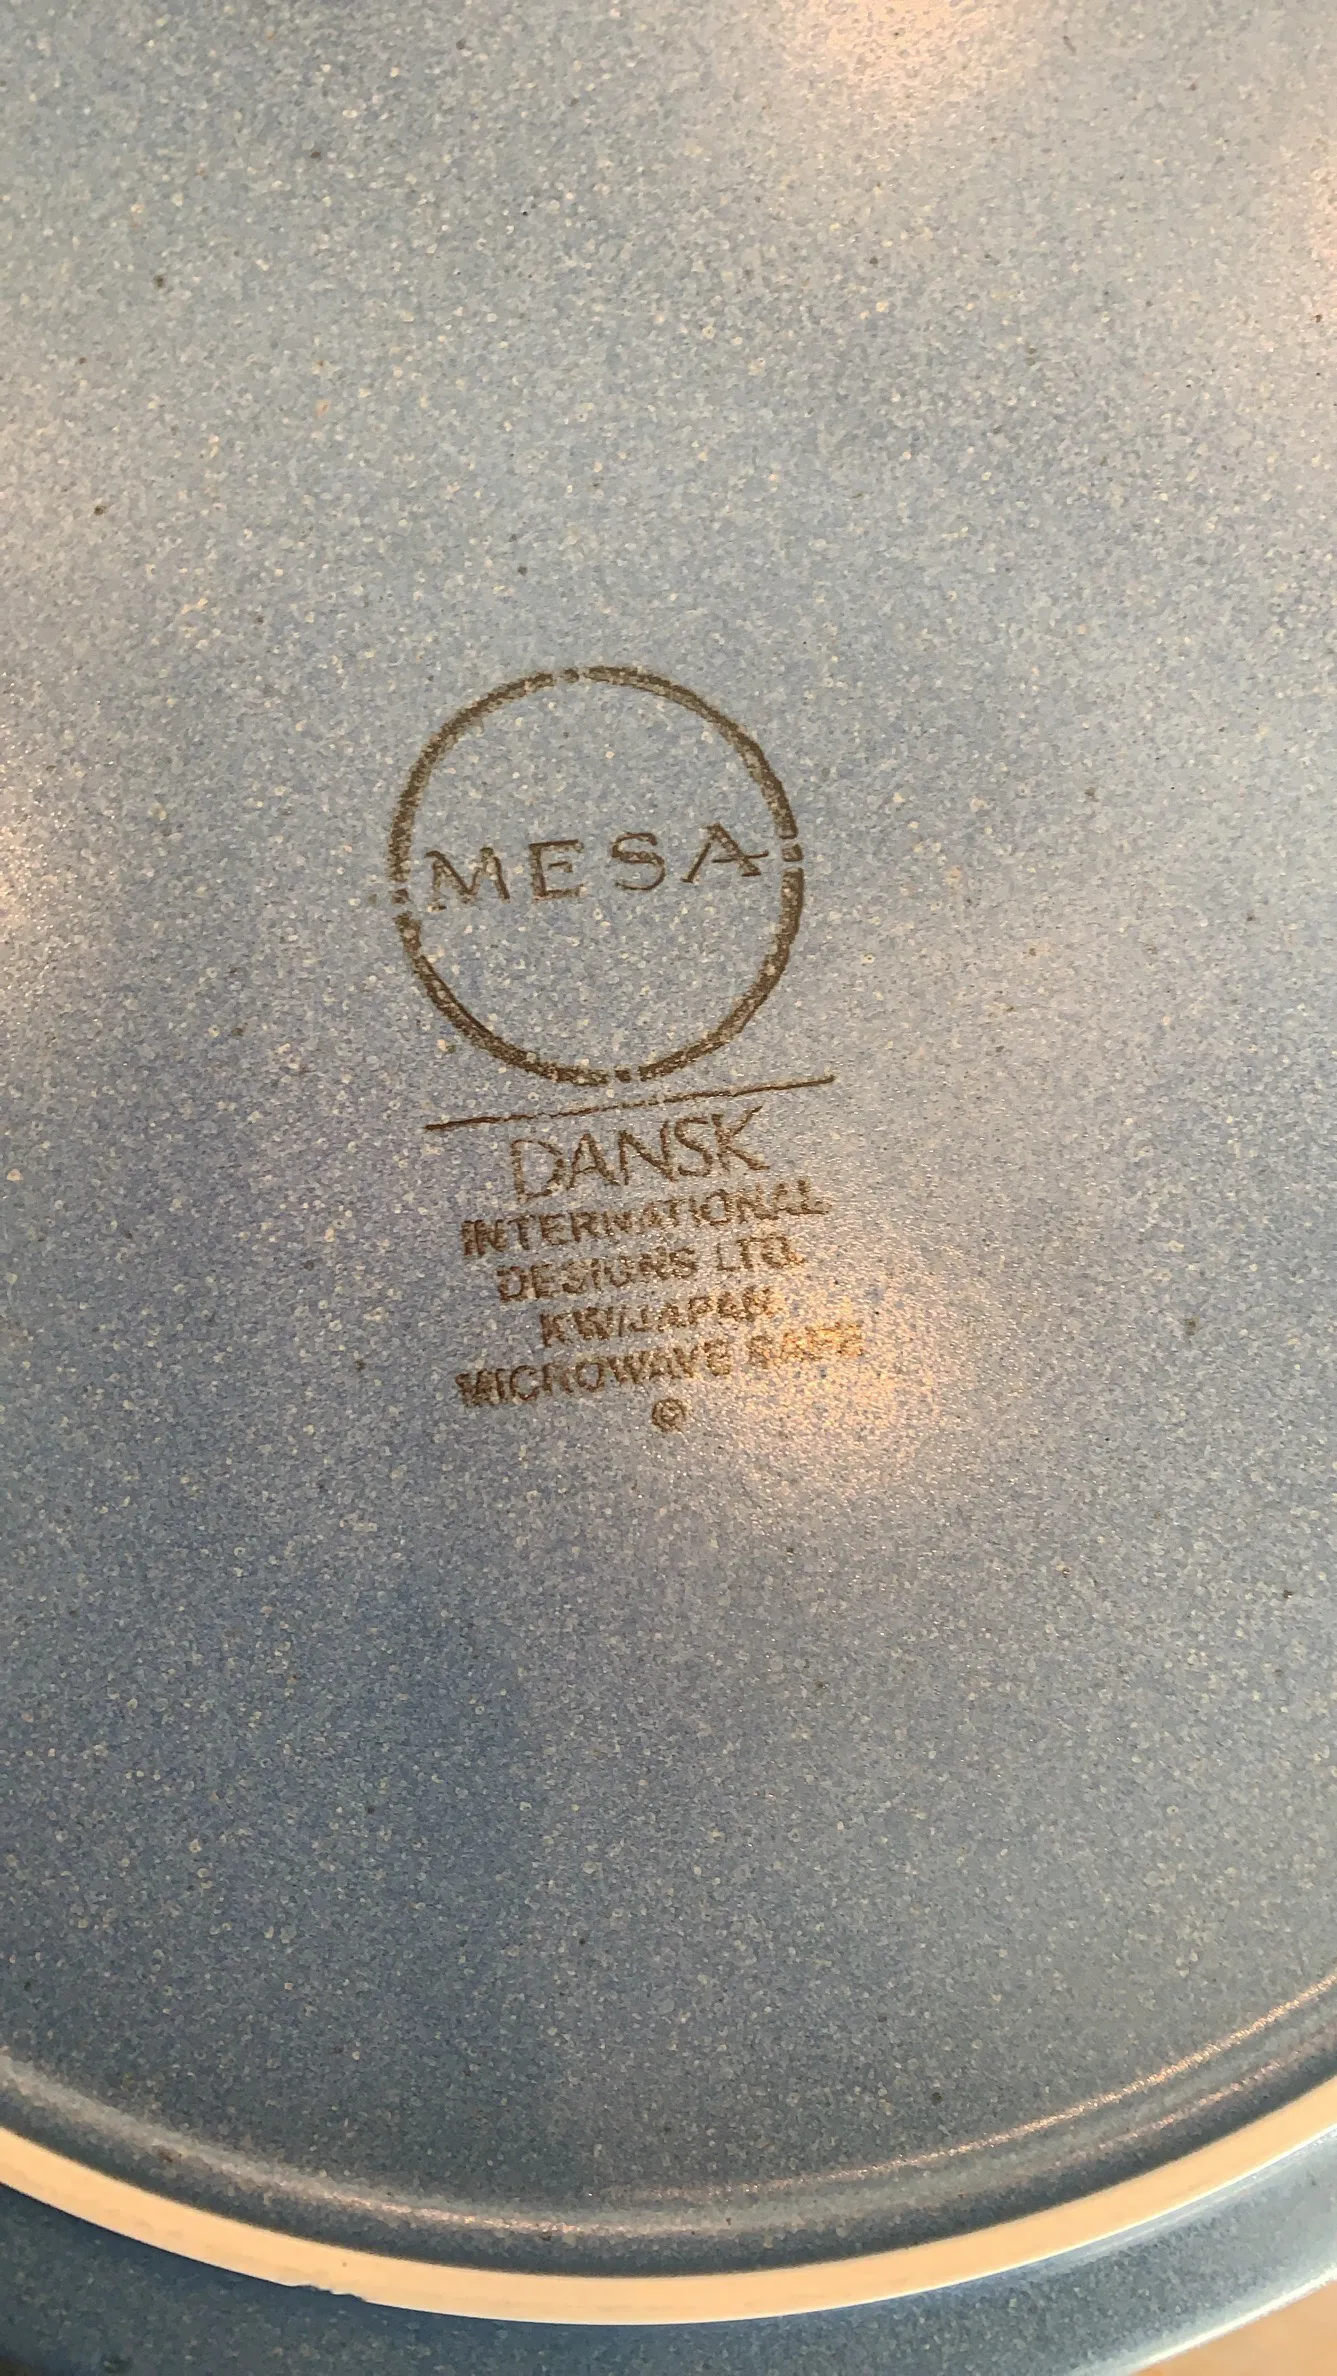 MESA
DANSK
INTERNATIONAL
DESIGNS LTD.
KW/JAPAN
MICROWAVE SAFE
©